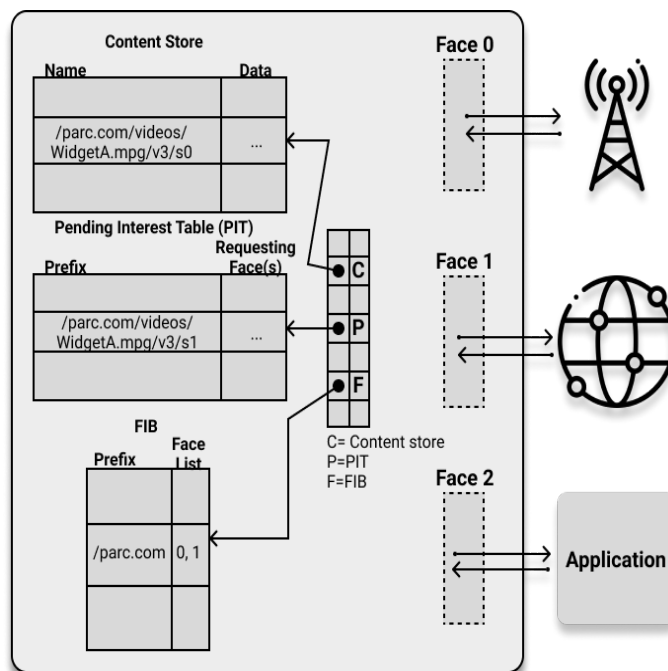 Content Store
Name Data
/parc.com/videos/
WidgetA.mpg/v3/s0
...
Pending Interest Table (PIT)
Requesting
Face(s)
Prefix
/parc.com/videos/
WidgetA.mpg/v3/s1
...
FIB
Face
List
Prefix
/parc.com 0, 1
C
P
F
C= Content store
P=PIT
F=FIB
Face 0
Face 1
Face 2
Application